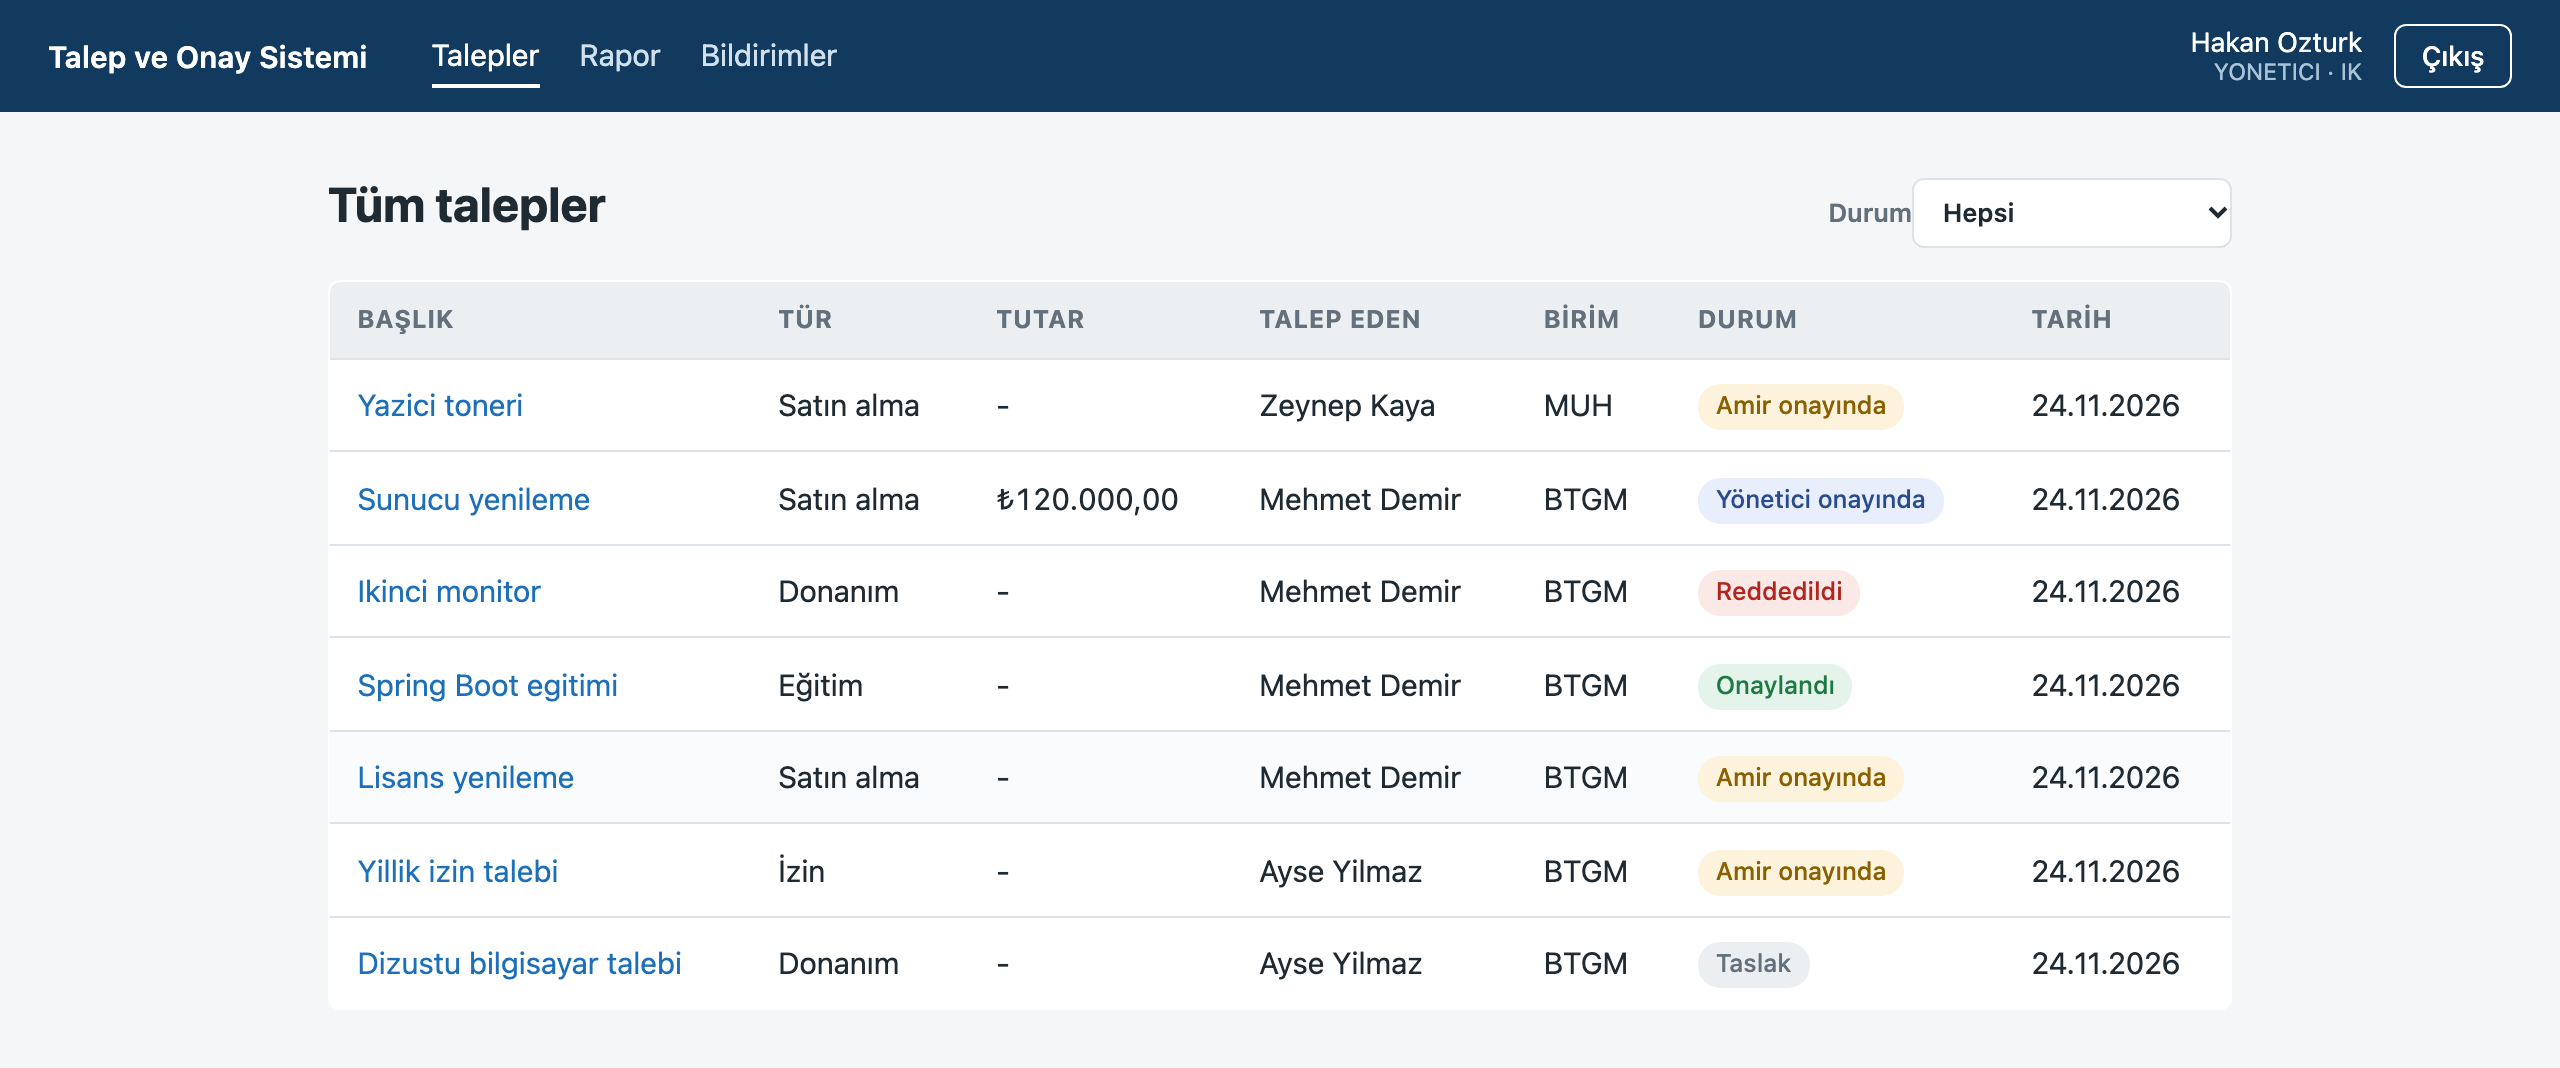 Talep ve Onay Sistemi Talepler Rapor Bildirimler Hakan Ozturk
YONETICI · IK
Çıkış
Tüm talepler
Durum Hepsi
BAŞLIK TÜR TUTAR TALEP EDEN BİRİM DURUM TARİH
Yazici toneri Satın alma - Zeynep Kaya MUH Amir onayında 24.11.2026
Sunucu yenileme Satın alma ₺120.000,00 Mehmet Demir BTGM Yönetici onayında 24.11.2026
Ikinci monitor Donanım - Mehmet Demir BTGM Reddedildi 24.11.2026
Spring Boot egitimi Eğitim - Mehmet Demir BTGM Onaylandı 24.11.2026
Lisans yenileme Satın alma - Mehmet Demir BTGM Amir onayında 24.11.2026
Yillik izin talebi İzin - Ayse Yilmaz BTGM Amir onayında 24.11.2026
Dizustu bilgisayar talebi Donanım - Ayse Yilmaz BTGM Taslak 24.11.2026